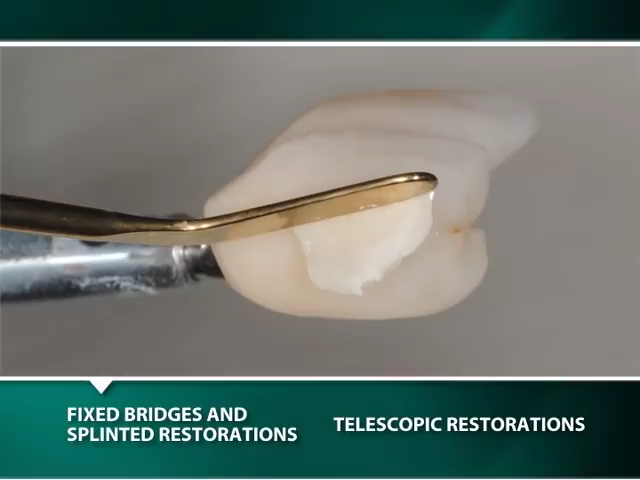 FIXED BRIDGES AND
SPLINTED RESTORATIONS
TELESCOPIC RESTORATIONS